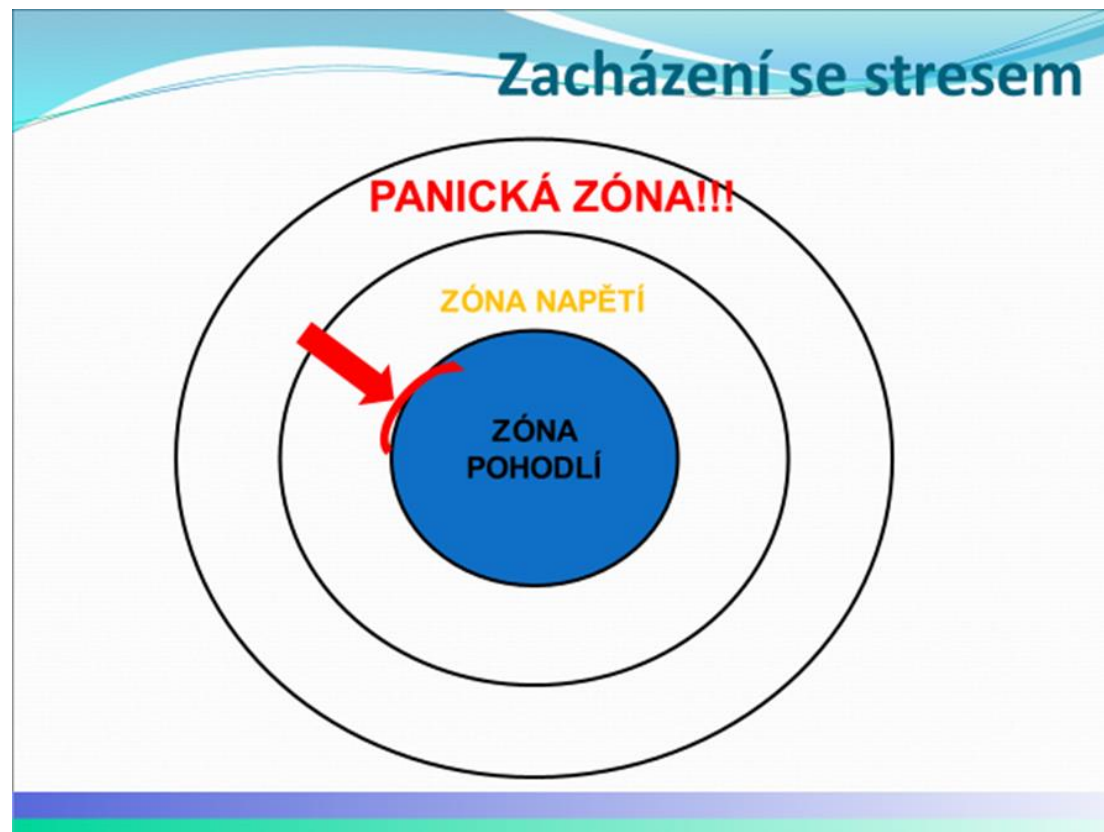 Zacházení se stresem
PANICKÁ ZÓNA!!!
ZÓNA NAPĚTÍ
ZÓNA
POHODLÍ